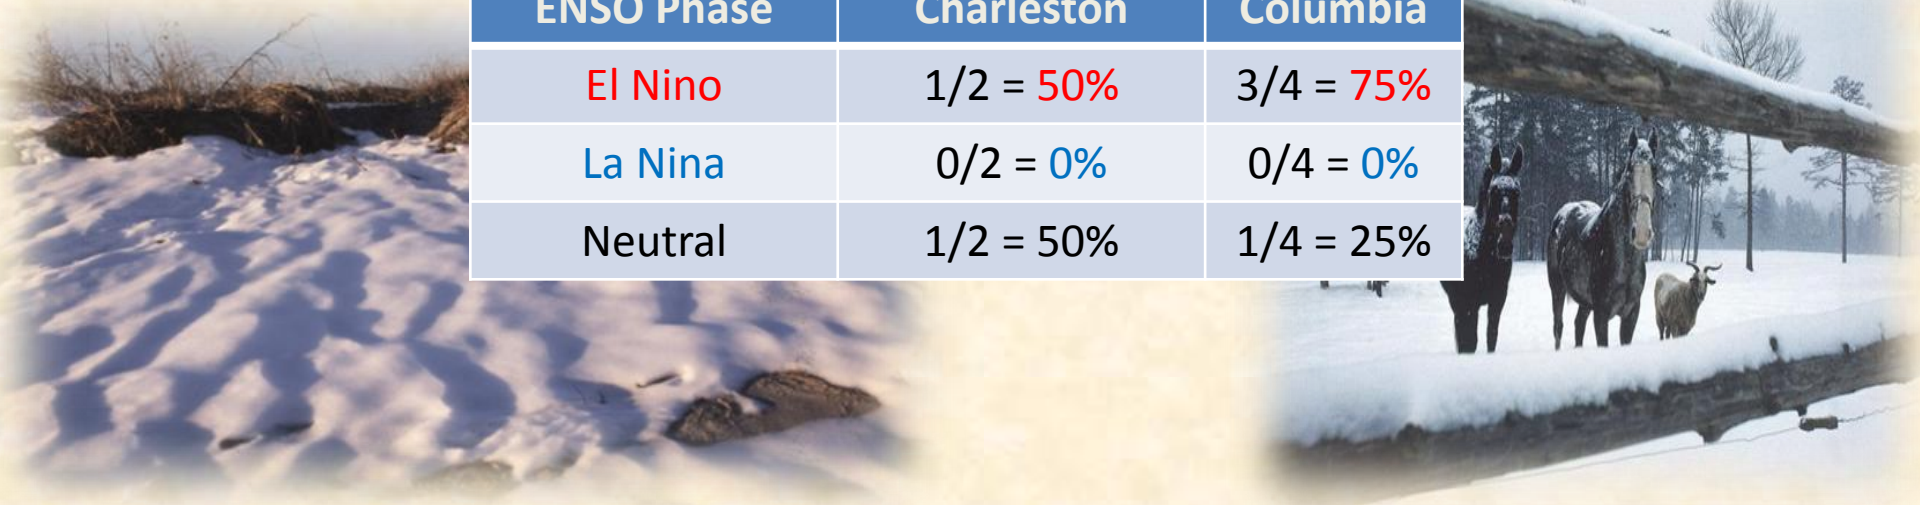 ENSO Phase Charleston Columbia
El Nino 1/2 = 50% 3/4 = 75%
La Nina 0/2 = 0% 0/4 = 0%
Neutral 1/2 = 50% 1/4 = 25%